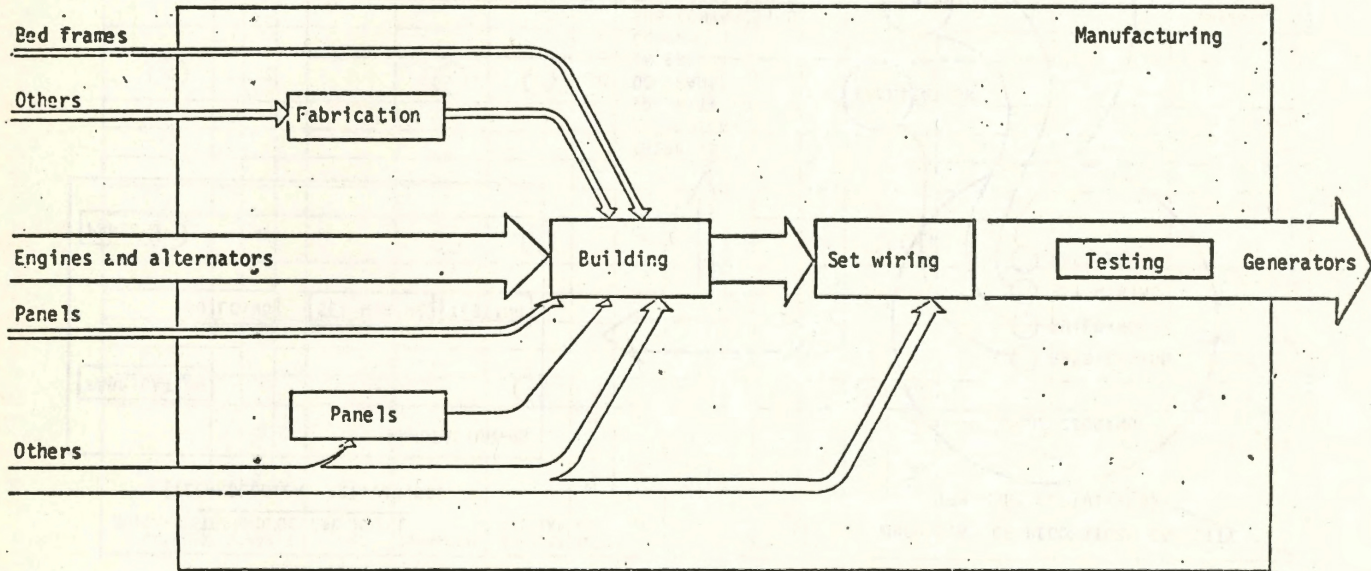 Bed frames
Manufacturing
Others
Fabrication
Engines and alternators
Building
Set wiring
Testing
Generators
Panels
Panels
Others